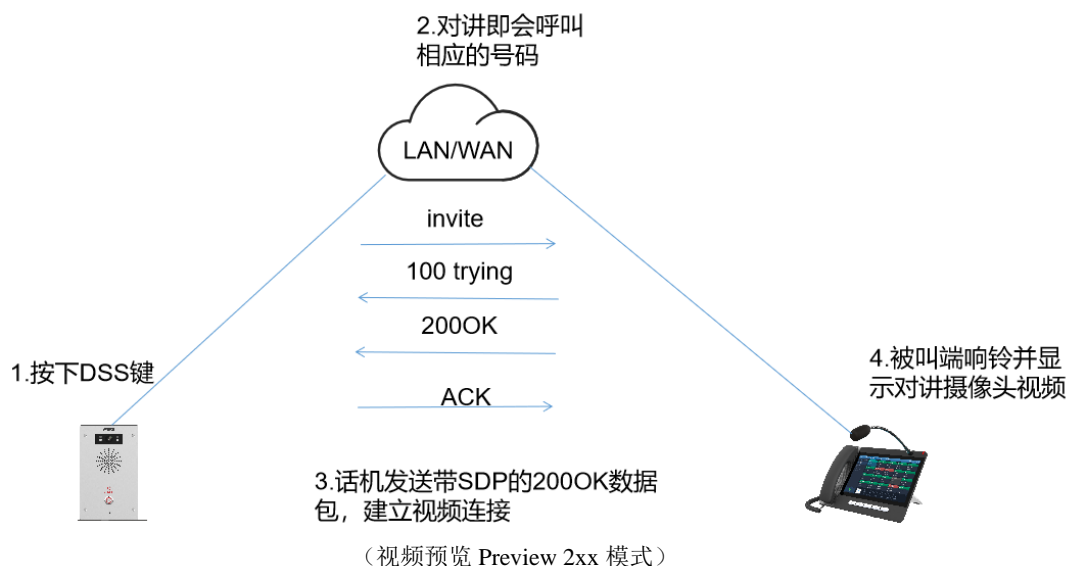 2.对讲即会呼叫
相应的号码
LAN/WAN
invite
100 trying
200OK
ACK
1.按下DSS键
4.被叫端响铃并显
示对讲摄像头视频
3.话机发送带SDP的200OK数据
包，建立视频连接
（视频预览 Preview 2xx 模式）